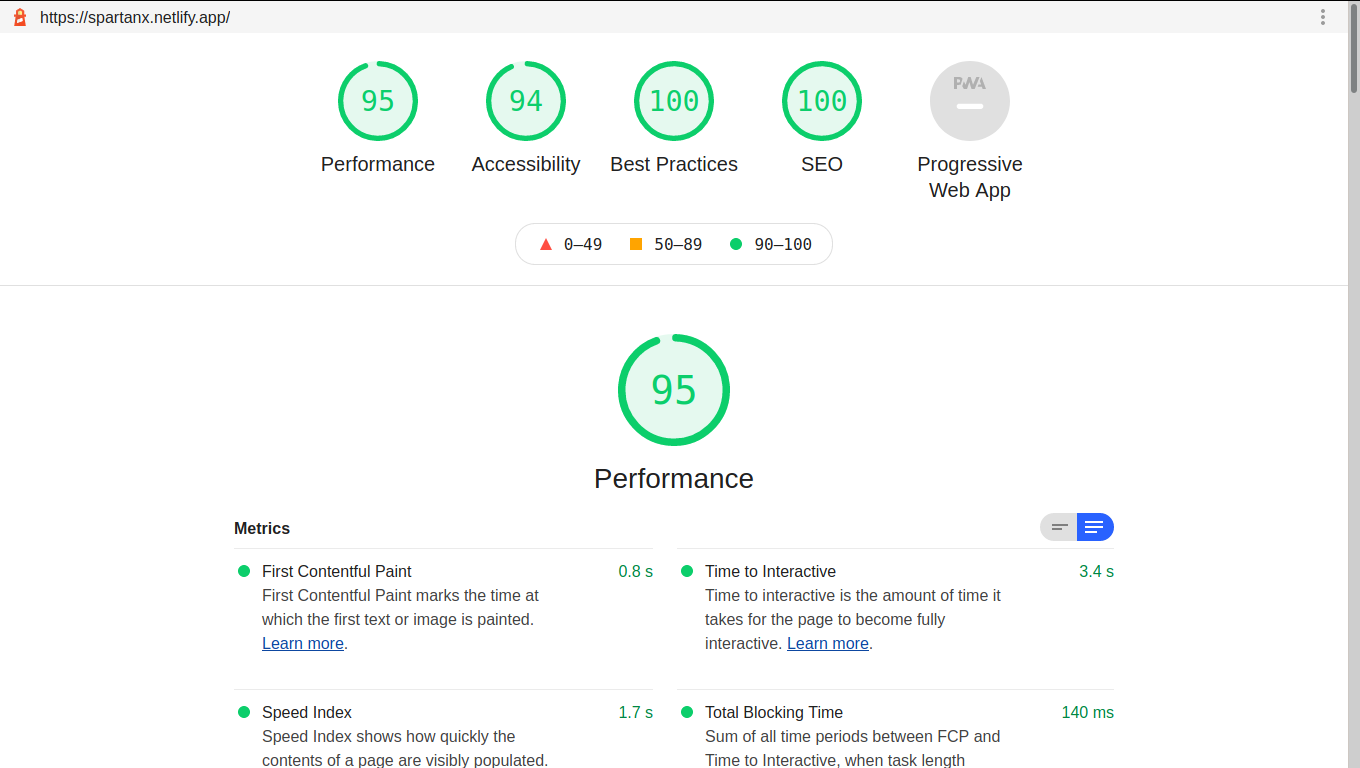 https://spartanx.netlify.app/
95
94
100
100
PWA
Performance
Accessibility
Best Practices
SEO
Progressive
Web App
0–49
50–89
90–100
95
Performance
Metrics
First Contentful Paint
0.8 s
First Contentful Paint marks the time at
which the first text or image is painted.
Learn more.
Time to Interactive
3.4 s
Time to interactive is the amount of time it
takes for the page to become fully
interactive. Learn more.
Speed Index
1.7 s
Speed Index shows how quickly the
contents of a page are visibly populated.
Total Blocking Time
140 ms
Sum of all time periods between FCP and
Time to Interactive, when task length